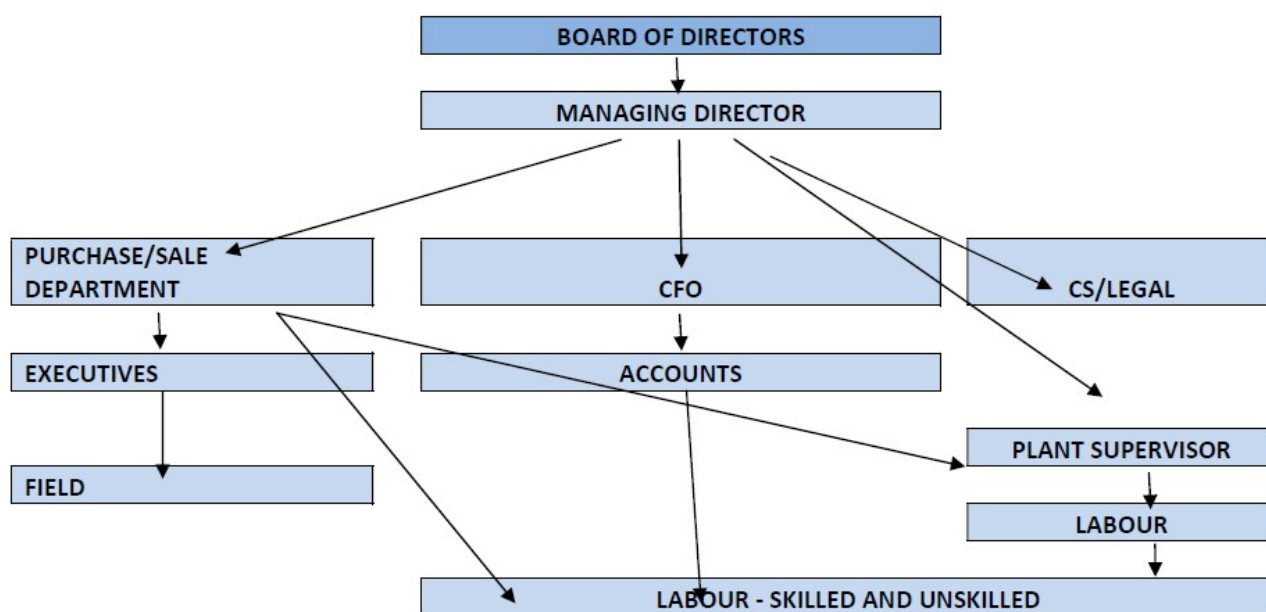 BOARD OF DIRECTORS
MANAGING DIRECTOR
PURCHASE/SALE
DEPARTMENT
CFO
CS/LEGAL
EXECUTIVES
ACCOUNTS
PLANT SUPERVISOR
FIELD
LABOUR
LABOUR - SKILLED AND UNSKILLED